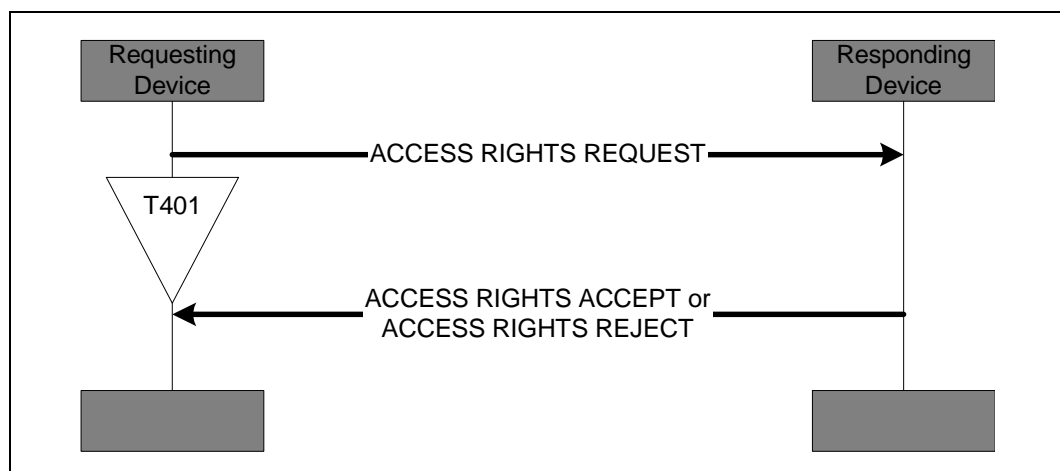 Requesting
Device
Responding
Device
ACCESS RIGHTS REQUEST
T401
ACCESS RIGHTS ACCEPT or
ACCESS RIGHTS REJECT